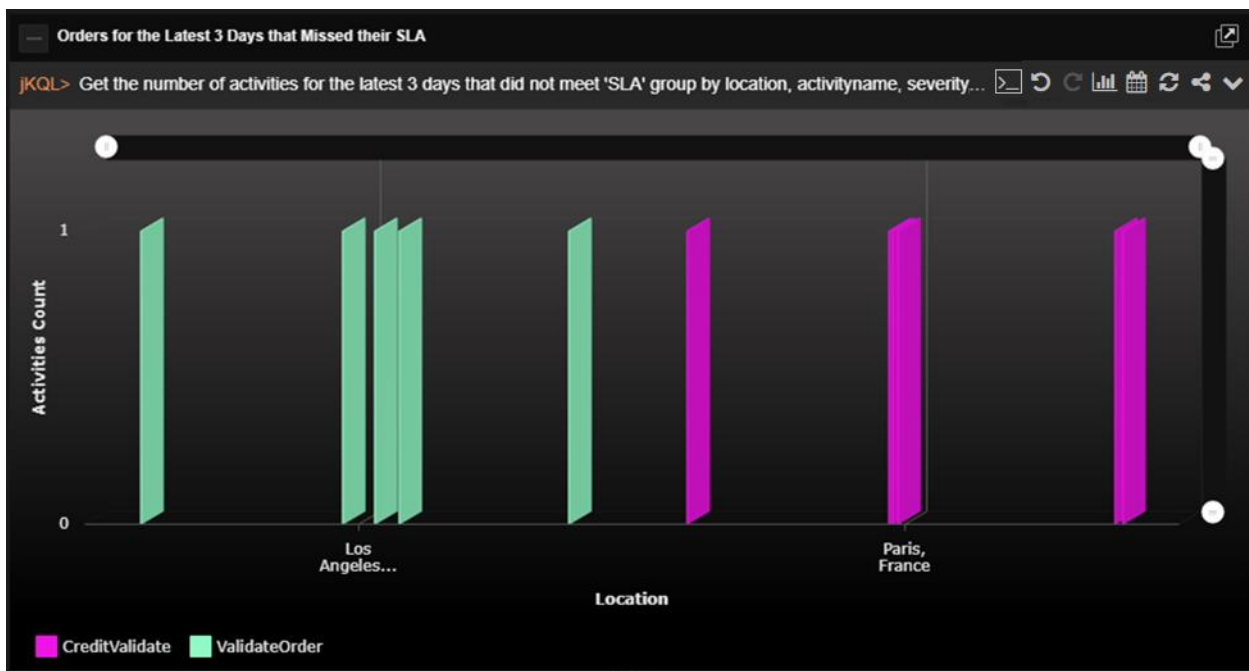 Orders for the Latest 3 Days that Missed their SLA
jKQL> Get the number of activities for the latest 3 days that did not meet 'SLA' group by location, activityname, severity...
1
Activities Count
0
Los
Angeles...
Paris,
France
Location
CreditValidate
ValidateOrder